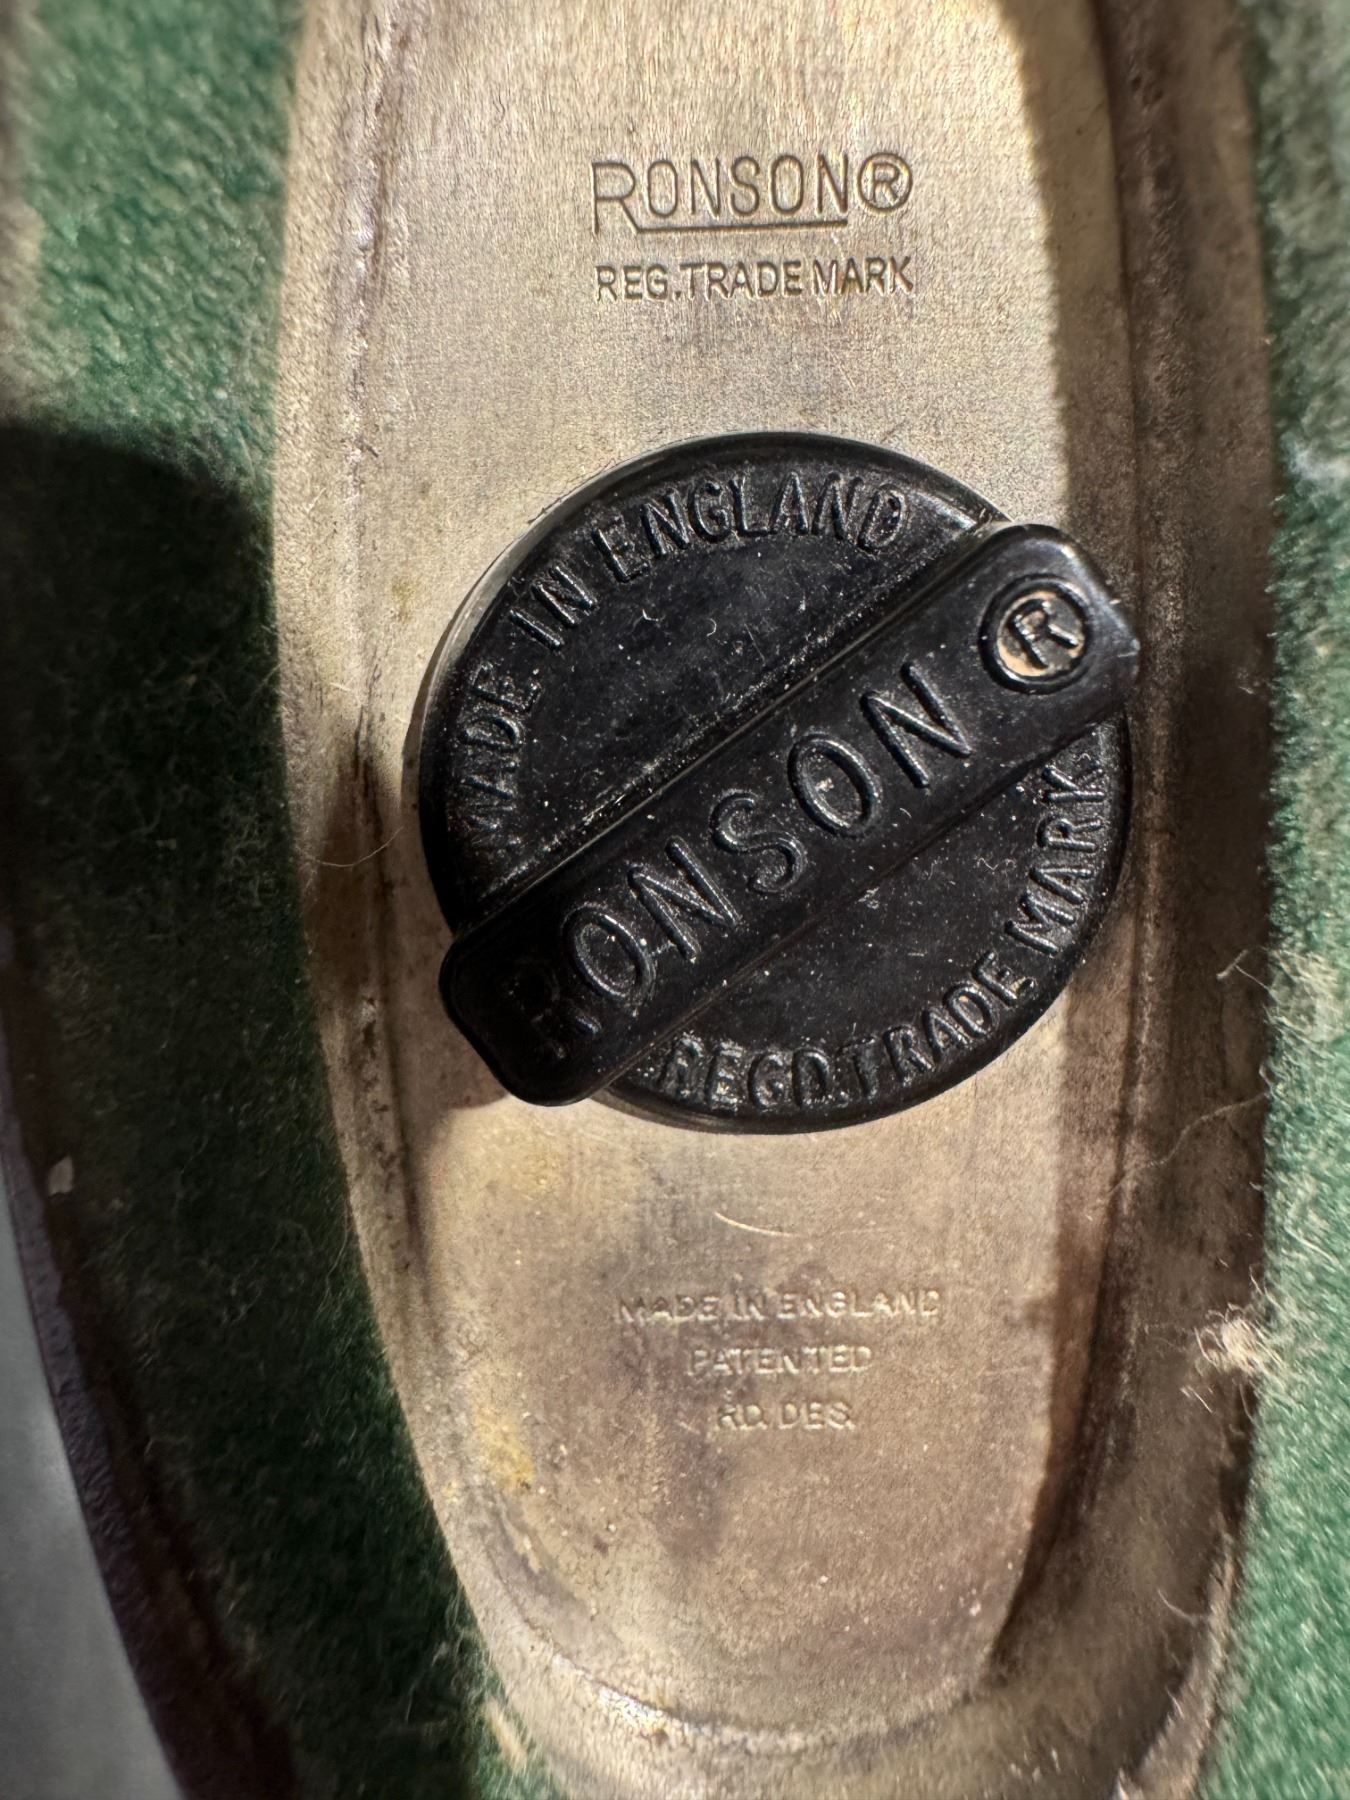 RONSON®
REG. TRADE MARK
MADE IN ENGLAND
RONSON ®
REGD. TRADE MARK
MADE IN ENGLAND
PATENTED
RD. DES.